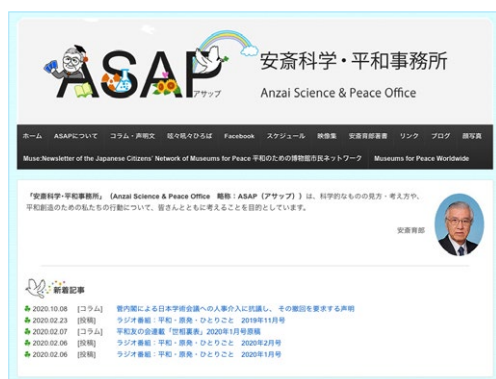 ASAP
アサップ
安斎科学・平和事務所
Anzai Science & Peace Office
ホーム ASAPについて コラム・声明文 咳々咾々ひろば Facebook スケジュール 映像集 安斎育郎著書 リンク ブログ 顔写真
Muse:Newsletter of the Japanese Citizens' Network of Museums for Peace 平和のための博物館市民ネットワーク Museums for Peace Worldwide
「安斎科学・平和事務所」(Anzai Science & Peace Office 略称:ASAP(アサップ))は、科学的なものの見方・考え方や、
平和創造のための私たちの行動について、皆さんとともに考えることを目的としています。
安斎育郎
新着記事
2020.10.08 [コラム] 菅内閣による日本学術会議への人事介入に抗議し、その撤回を要求する声明
2020.02.23 [投稿] ラジオ番組:平和・原発・ひとりごと 2019年11月号
2020.02.07 [コラム] 平和友の会連載「世相裏表」2020年1月号原稿
2020.02.06 [投稿] ラジオ番組:平和・原発・ひとりごと 2020年2月号
2020.02.06 [投稿] ラジオ番組:平和・原発・ひとりごと 2020年1月号